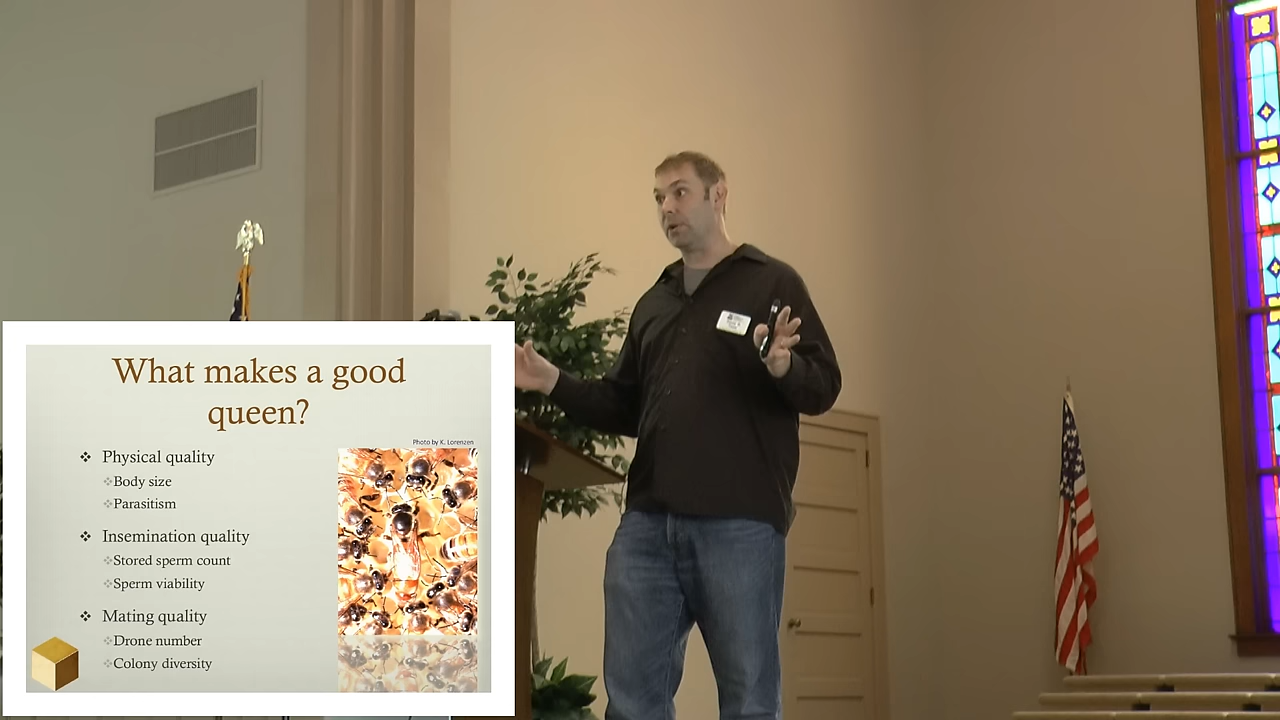 What makes a good
queen?
Photo by K. Lorenzen
❖ Physical quality
❖Body size
❖Parasitism
❖ Insemination quality
❖Stored sperm count
❖Sperm viability
❖ Mating quality
❖Drone number
❖Colony diversity